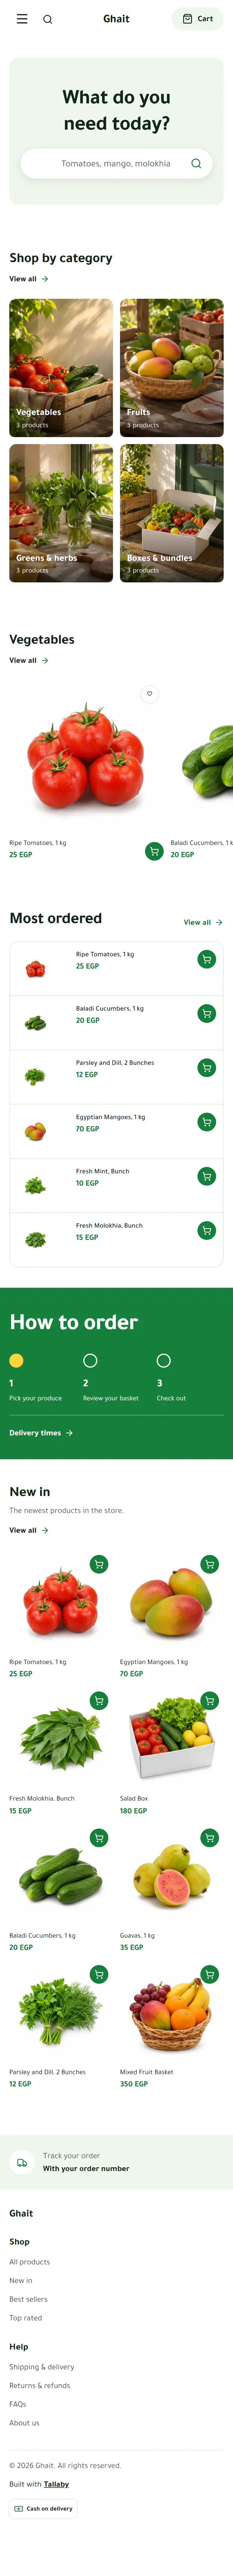 Ghait
Cart
What do you
need today?
Tomatoes, mango, molokhia
Shop by category
View all
Vegetables
3 products
Fruits
3 products
Greens & herbs
3 products
Boxes & bundles
3 products
Vegetables
View all
Ripe Tomatoes, 1 kg
25 EGP
Baladi Cucumbers, 1 k
20 EGP
Most ordered
View all
Ripe Tomatoes, 1 kg
25 EGP
Baladi Cucumbers, 1 kg
20 EGP
Parsley and Dill, 2 Bunches
12 EGP
Egyptian Mangoes, 1 kg
70 EGP
Fresh Mint, Bunch
10 EGP
Fresh Molokhia, Bunch
15 EGP
How to order
1
Pick your produce
2
Review your basket
3
Check out
Delivery times
New in
The newest products in the store.
View all
Ripe Tomatoes, 1 kg
25 EGP
Egyptian Mangoes, 1 kg
70 EGP
Fresh Molokhia, Bunch
15 EGP
Salad Box
180 EGP
Baladi Cucumbers, 1 kg
20 EGP
Guavas, 1 kg
35 EGP
Parsley and Dill, 2 Bunches
12 EGP
Mixed Fruit Basket
350 EGP
Track your order
With your order number
Ghait
Shop
All products
New in
Best sellers
Top rated
Help
Shipping & delivery
Returns & refunds
FAQs
About us
© 2026 Ghait. All rights reserved.
Built with Tallaby
Cash on delivery